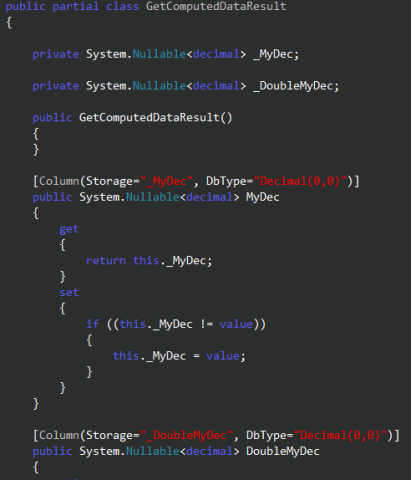 public partial class GetComputedDataResult
{
private System.Nullable<decimal> _MyDec;
private System.Nullable<decimal> _DoubleMyDec;
public GetComputedDataResult()
{
}
[Column(Storage="_MyDec", DbType="Decimal(0,0)")]
public System.Nullable<decimal> MyDec
{
get
{
return this._MyDec;
}
set
{
if ((this._MyDec != value))
{
this._MyDec = value;
}
}
}
[Column(Storage="_DoubleMyDec", DbType="Decimal(0,0)")]
public System.Nullable<decimal> DoubleMyDec
{